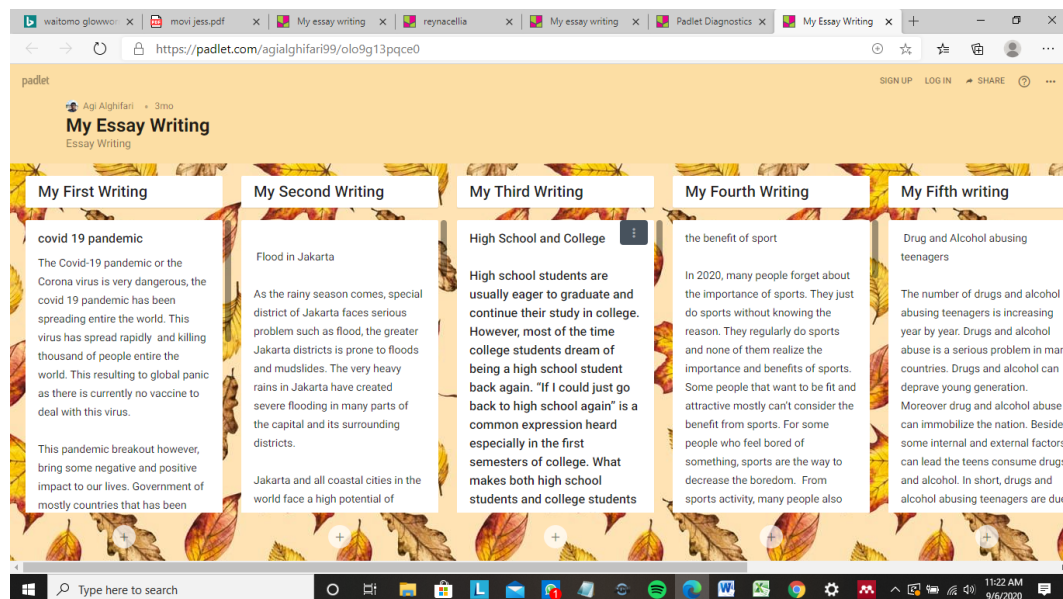 waitomo glowwor
movi jess.pdf
My essay writing
reynacellia
My essay writing
Padlet Diagnostics
My Essay Writing
https://padlet.com/agialghifari99/olo9g13pqce0
padlet
SIGN UP LOG IN SHARE
Agi Alghifari • 3mo
My Essay Writing
Essay Writing
My First Writing
covid 19 pandemic
The Covid-19 pandemic or the
Corona virus is very dangerous, the
covid 19 pandemic has been
spreading entire the world. This
virus has spread rapidly and killing
thousand of people entire the
world. This resulting to global panic
as there is currently no vaccine to
deal with this virus.
This pandemic breakout however,
bring some negative and positive
impact to our lives. Government of
mostly countries that has been
My Second Writing
Flood in Jakarta
As the rainy season comes, special
district of Jakarta faces serious
problem such as flood, the greater
Jakarta districts is prone to floods
and mudslides. The very heavy
rains in Jakarta have created
severe flooding in many parts of
the capital and its surrounding
districts.
Jakarta and all coastal cities in the
world face a high potential of
My Third Writing
High School and College
High school students are
usually eager to graduate and
continue their study in college.
However, most of the time
college students dream of
being a high school student
back again. “If I could just go
back to high school again” is a
common expression heard
especially in the first
semesters of college. What
makes both high school
students and college students
My Fourth Writing
the benefit of sport
In 2020, many people forget about
the importance of sports. They just
do sports without knowing the
reason. They regularly do sports
and none of them realize the
importance and benefits of sports.
Some people that want to be fit and
attractive mostly can't consider the
benefit from sports. For some
people who feel bored of
something, sports are the way to
decrease the boredom. From
sports activity, many people also
My Fifth writing
Drug and Alcohol abusing
teenagers
The number of drugs and alcohol
abusing teenagers is increasing
year by year. Drugs and alcohol
abuse is a serious problem in man
countries. Drugs and alcohol can
deprave young generation.
Moreover drug and alcohol abuse
can immobilize the nation. Beside
some internal and external factors
can lead the teens consume drugs
and alcohol. In short, drugs and
alcohol abusing teenagers are due
Type here to search
11:22 AM
9/6/2020